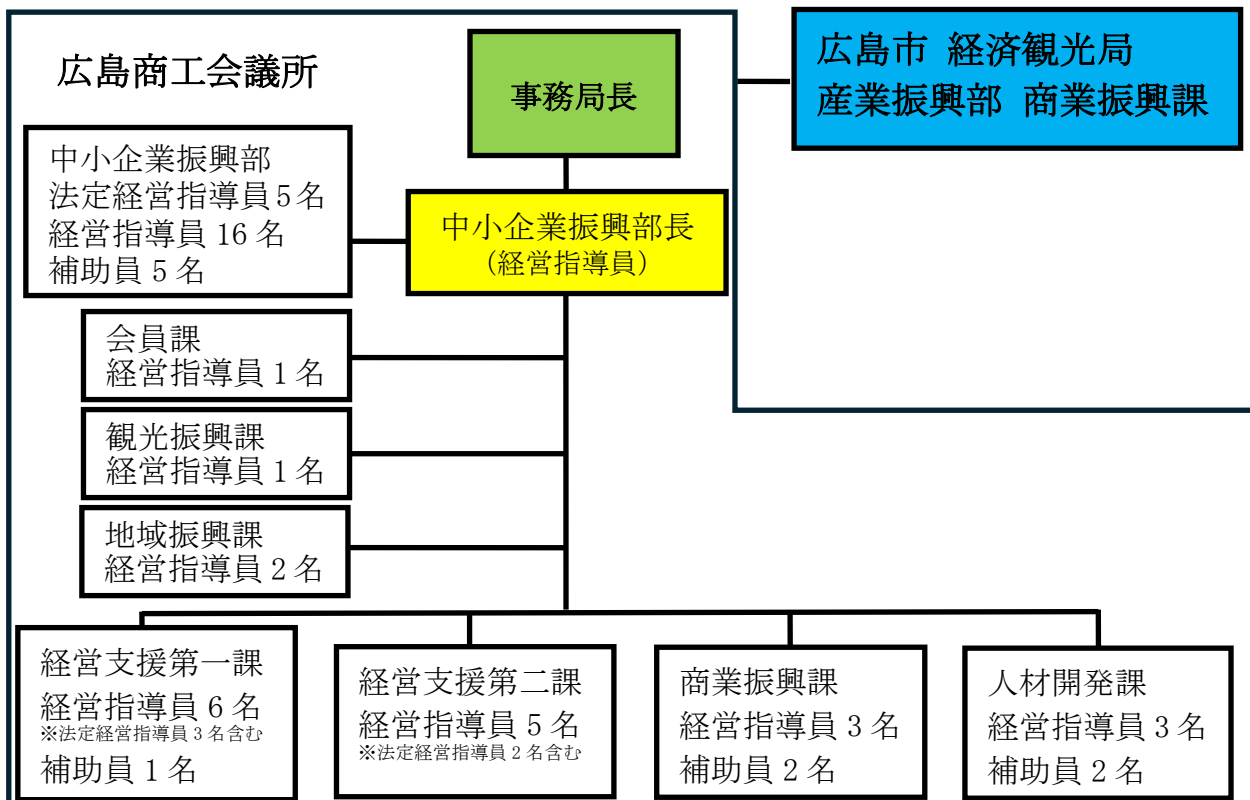 広島商工会議所
事務局長
広島市 経済観光局
産業振興部 商業振興課
中小企業振興部
法定経営指導員5名
経営指導員 16 名
補助員 5 名
中小企業振興部長
(経営指導員)
会員課
経営指導員 1 名
観光振興課
経営指導員 1 名
地域振興課
経営指導員 2 名
経営支援第一課
経営指導員 6 名
※法定経営指導員 3 名含む
補助員 1 名
経営支援第二課
経営指導員 5 名
※法定経営指導員 2 名含む
商業振興課
経営指導員 3 名
補助員 2 名
人材開発課
経営指導員 3 名
補助員 2 名